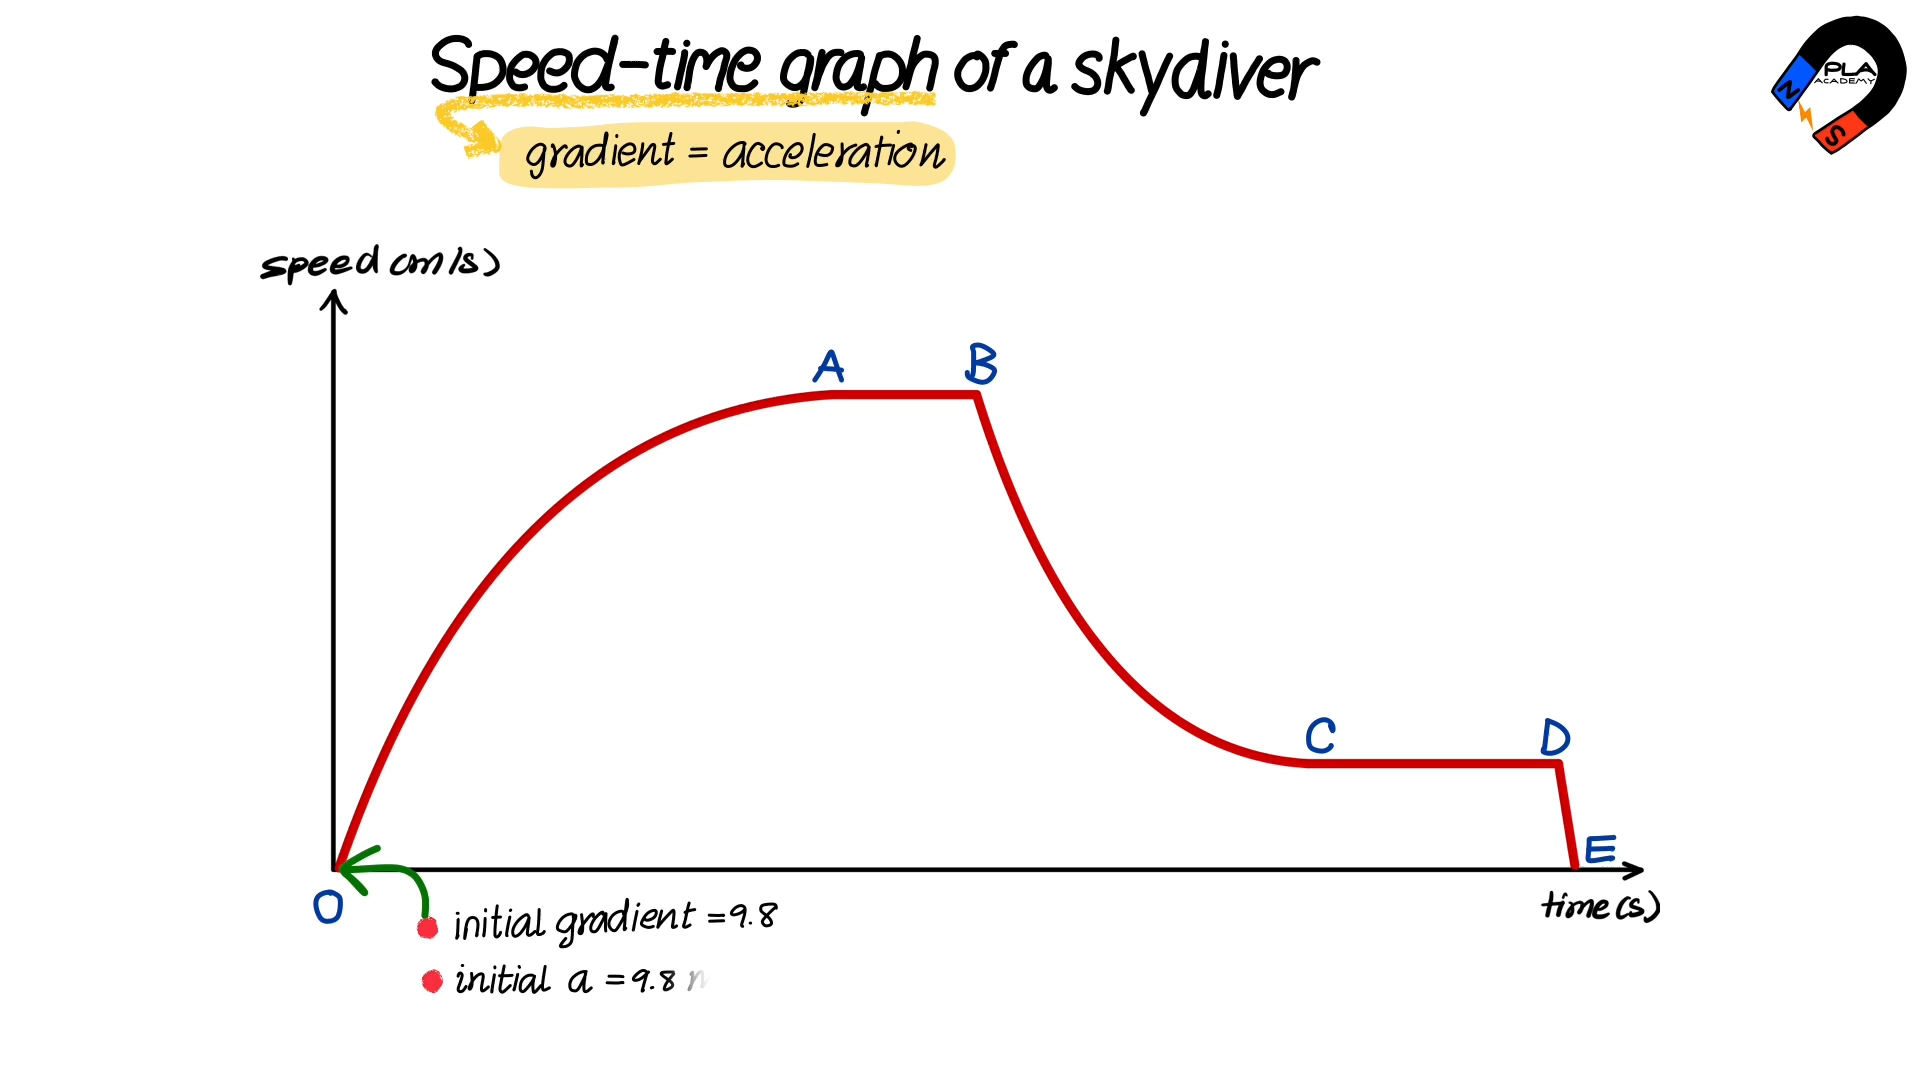 Speed-time graph of a skydiver
PLA
ACADEMY
N
S
gradient = acceleration
speed (m/s)
A
B
C
D
E
O
time (s)
initial gradient = 9.8
initial a = 9.8 m